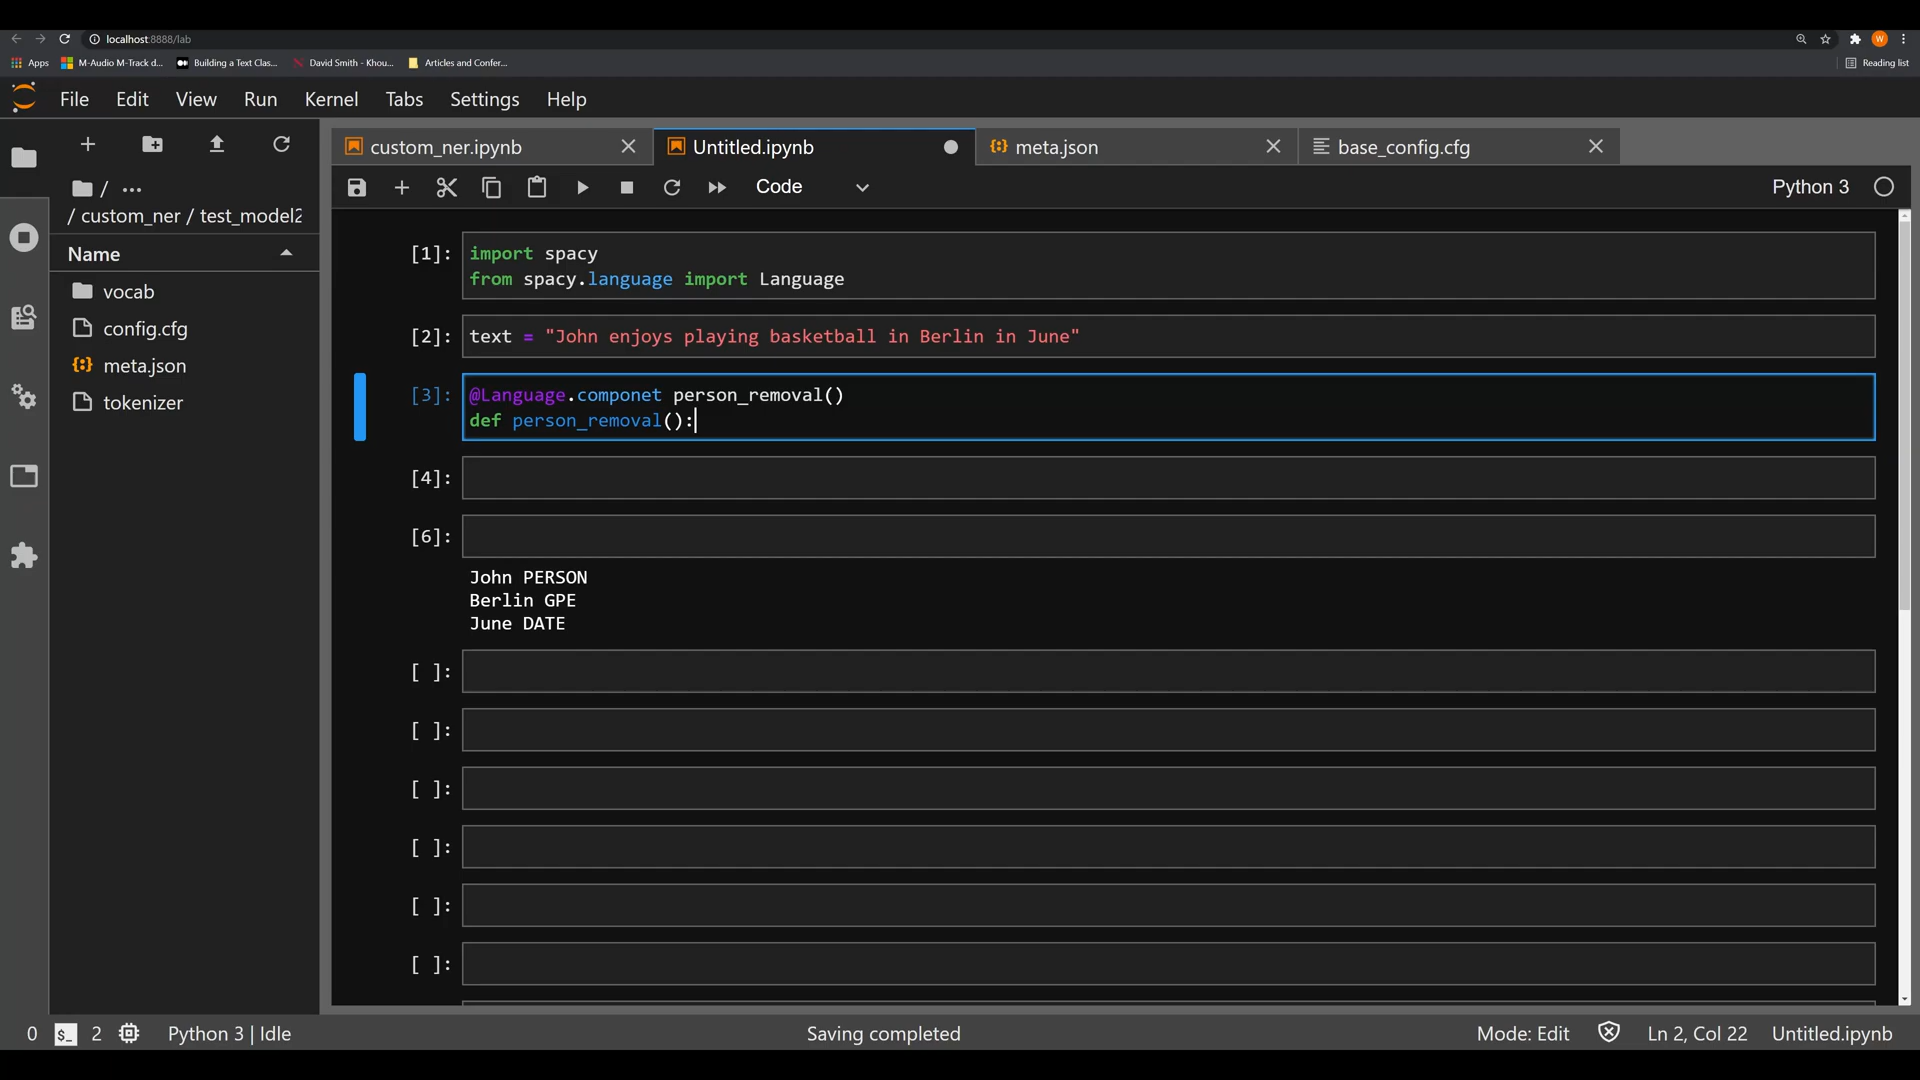 localhost:8888/lab
W
Apps
M-Audio M-Track d...
Building a Text Clas...
David Smith - Khou...
Articles and Confer...
Reading list
File
Edit
View
Run
Kernel
Tabs
Settings
Help
custom_ner.ipynb
Untitled.ipynb
meta.json
base_config.cfg
Code
Python 3
/ ...
/ custom_ner / test_model2
Name
vocab
config.cfg
meta.json
tokenizer
[1]:
import spacy
from spacy.language import Language
[2]:
text = "John enjoys playing basketball in Berlin in June"
[3]:
@Language.componet person_removal()
def person_removal():
[4]:
[6]:
John PERSON
Berlin GPE
June DATE
[ ]:
[ ]:
[ ]:
[ ]:
[ ]:
[ ]:
0
$_
2
Python 3 | Idle
Saving completed
Mode: Edit
Ln 2, Col 22
Untitled.ipynb